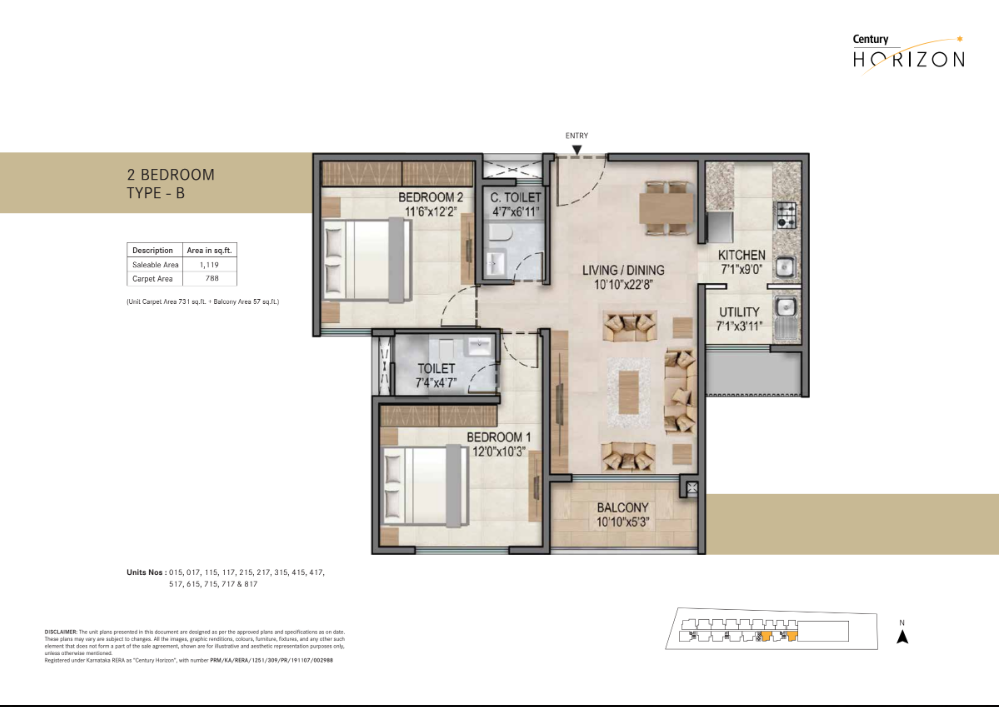 Century
HORIZON
ENTRY
2 BEDROOM
TYPE - B
Description Area in sq.ft.
Saleable Area 1,119
Carpet Area 788
(Unit Carpet Area 731 sq.ft. + Balcony Area 57 sq.ft.)
BEDROOM 2
11'6"x12'2"
C. TOILET
4'7"x6'11"
LIVING / DINING
10'10"x22'8"
KITCHEN
7'1"x9'0"
UTILITY
7'1"x3'11"
TOILET
7'4"x4'7"
BEDROOM 1
12'0"x10'3"
BALCONY
10'10"x5'3"
Units Nos : 015, 017, 115, 117, 215, 217, 315, 415, 417,
517, 615, 715, 717 & 817
DISCLAIMER: The unit plans presented in this document are designed as per the approved plans and specifications as on date.
These plans may vary are subject to changes. All the images, graphic renditions, colours, furniture, fixtures, and any other such
element that does not form a part of the sale agreement, shown are for illustrative and aesthetic representation purposes only,
unless otherwise mentioned.
Registered under Karnataka RERA as "Century Horizon", with number PRM/KA/RERA/1251/309/PR/191107/002988
N